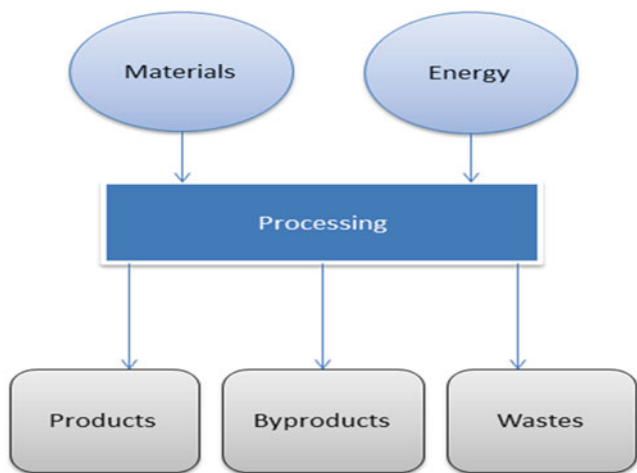 Materials
Energy
Processing
Products
Byproducts
Wastes